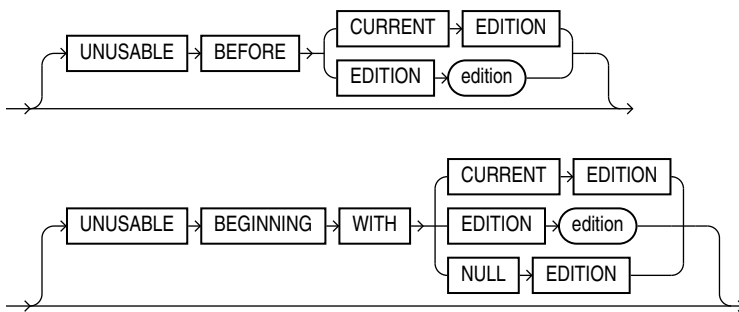 CURRENT EDITION
UNUSABLE BEFORE
EDITION edition
CURRENT EDITION
UNUSABLE BEGINNING WITH EDITION edition
NULL EDITION